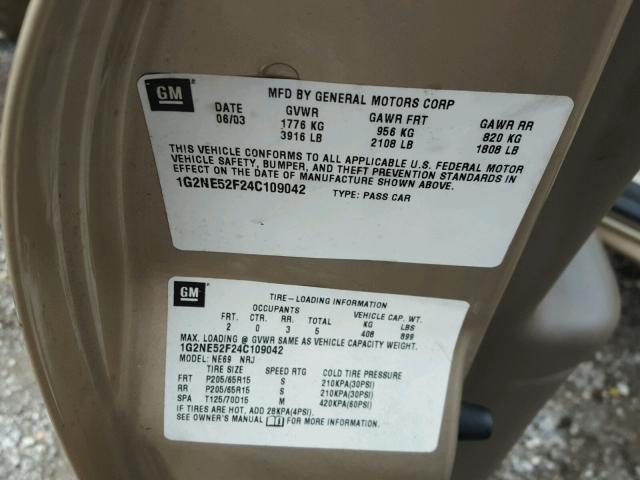 GM
MFD BY GENERAL MOTORS CORP
DATE GVWR GAWR FRT GAWR RR
06/03 1776 KG 956 KG 820 KG
3916 LB 2108 LB 1808 LB
THIS VEHICLE CONFORMS TO ALL APPLICABLE U.S. FEDERAL MOTOR
VEHICLE SAFETY, BUMPER, AND THEFT PREVENTION STANDARDS IN
EFFECT ON THE DATE OF MANUFACTURE SHOWN ABOVE.
1G2NE52F24C109042 TYPE: PASS CAR
GM
TIRE-LOADING INFORMATION
OCCUPANTS VEHICLE CAP. WT.
FRT. CTR. RR. TOTAL KG LBS
2 0 3 5 408 899
MAX. LOADING @ GVWR SAME AS VEHICLE CAPACITY WEIGHT.
1G2NE52F24C109042
MODEL: NE69 NRJ
TIRE SIZE SPEED RTG COLD TIRE PRESSURE
FRT P205/65R15 S 210KPA(30PSI)
RR P205/65R15 S 210KPA(30PSI)
SPA T125/70D15 M 420KPA(60PSI)
IF TIRES ARE HOT, ADD 28KPA(4PSI).
SEE OWNER'S MANUAL FOR MORE INFORMATION.